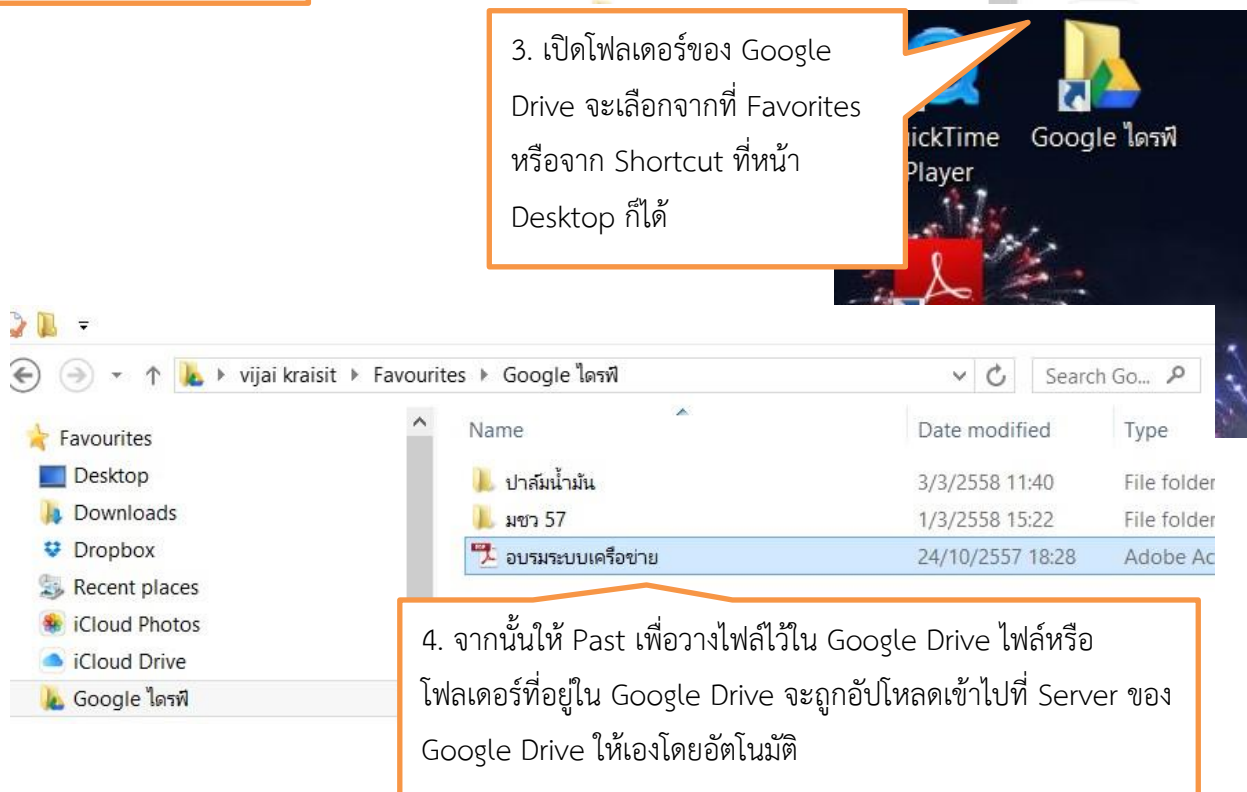 3. เปิดโฟลเดอร์ของ Google
Drive จะเลือกจากที่ Favorites
หรือจาก Shortcut ที่หน้า
Desktop ก็ได้
ickTime
Player
Google ไดรฟ์
vijai kraisit Favourites Google ไดรฟ์
Search Go...
Favourites
Desktop
Downloads
Dropbox
Recent places
iCloud Photos
iCloud Drive
Google ไดรฟ์
Name Date modified Type
ปาล์มน้ำมัน 3/3/2558 11:40 File folder
มชว 57 1/3/2558 15:22 File folder
อบรมระบบเครือข่าย 24/10/2557 18:28 Adobe Ac
4. จากนั้นให้ Past เพื่อวางไฟล์ไว้ใน Google Drive ไฟล์หรือ
โฟลเดอร์ที่อยู่ใน Google Drive จะถูกอัปโหลดเข้าไปที่ Server ของ
Google Drive ให้เองโดยอัตโนมัติ